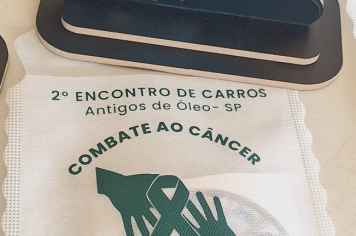 2º ENCONTRO DE CARROS
Antigos de Óleo- SP
COMBATE AO CÂNCER